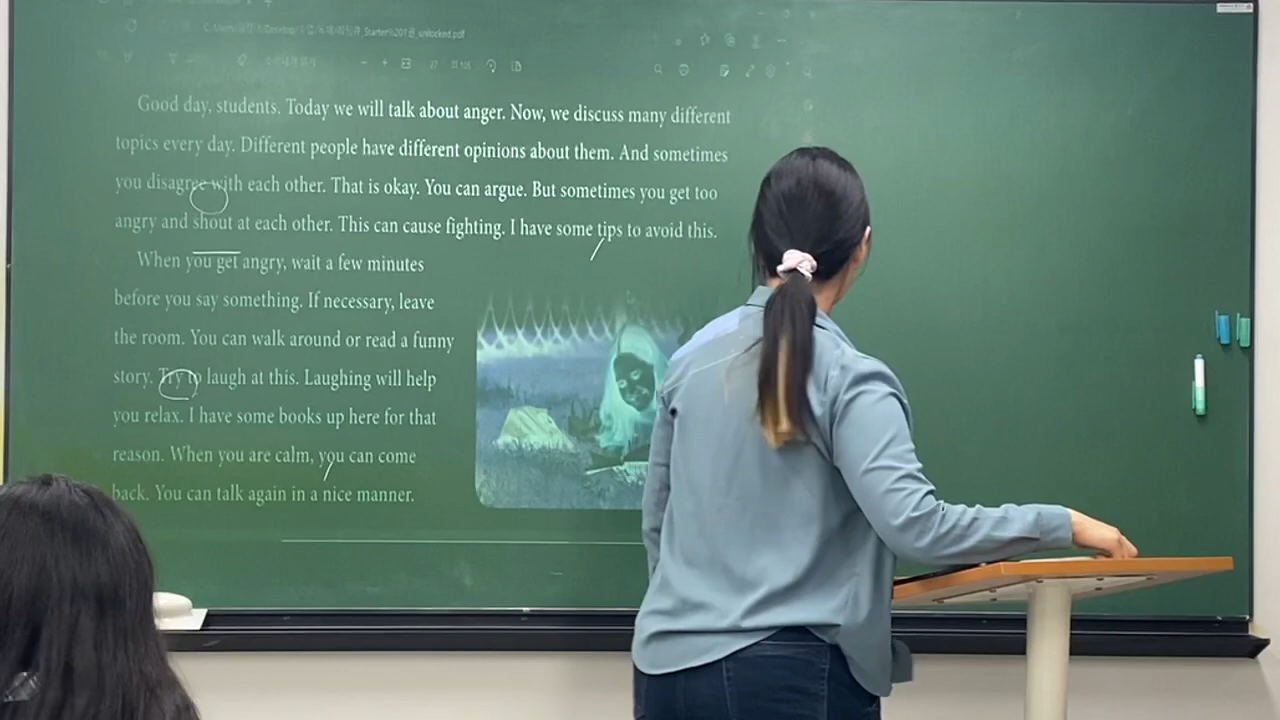 Good day, students. Today we will talk about anger. Now, we discuss many different
topics every day. Different people have different opinions about them. And sometimes
you disagree with each other. That is okay. You can argue. But sometimes you get too
angry and shout at each other. This can cause fighting. I have some tips to avoid this.
When you get angry, wait a few minutes
before you say something. If necessary, leave
the room. You can walk around or read a funny
story. Try to laugh at this. Laughing will help
you relax. I have some books up here for that
reason. When you are calm, you can come
back. You can talk again in a nice manner.